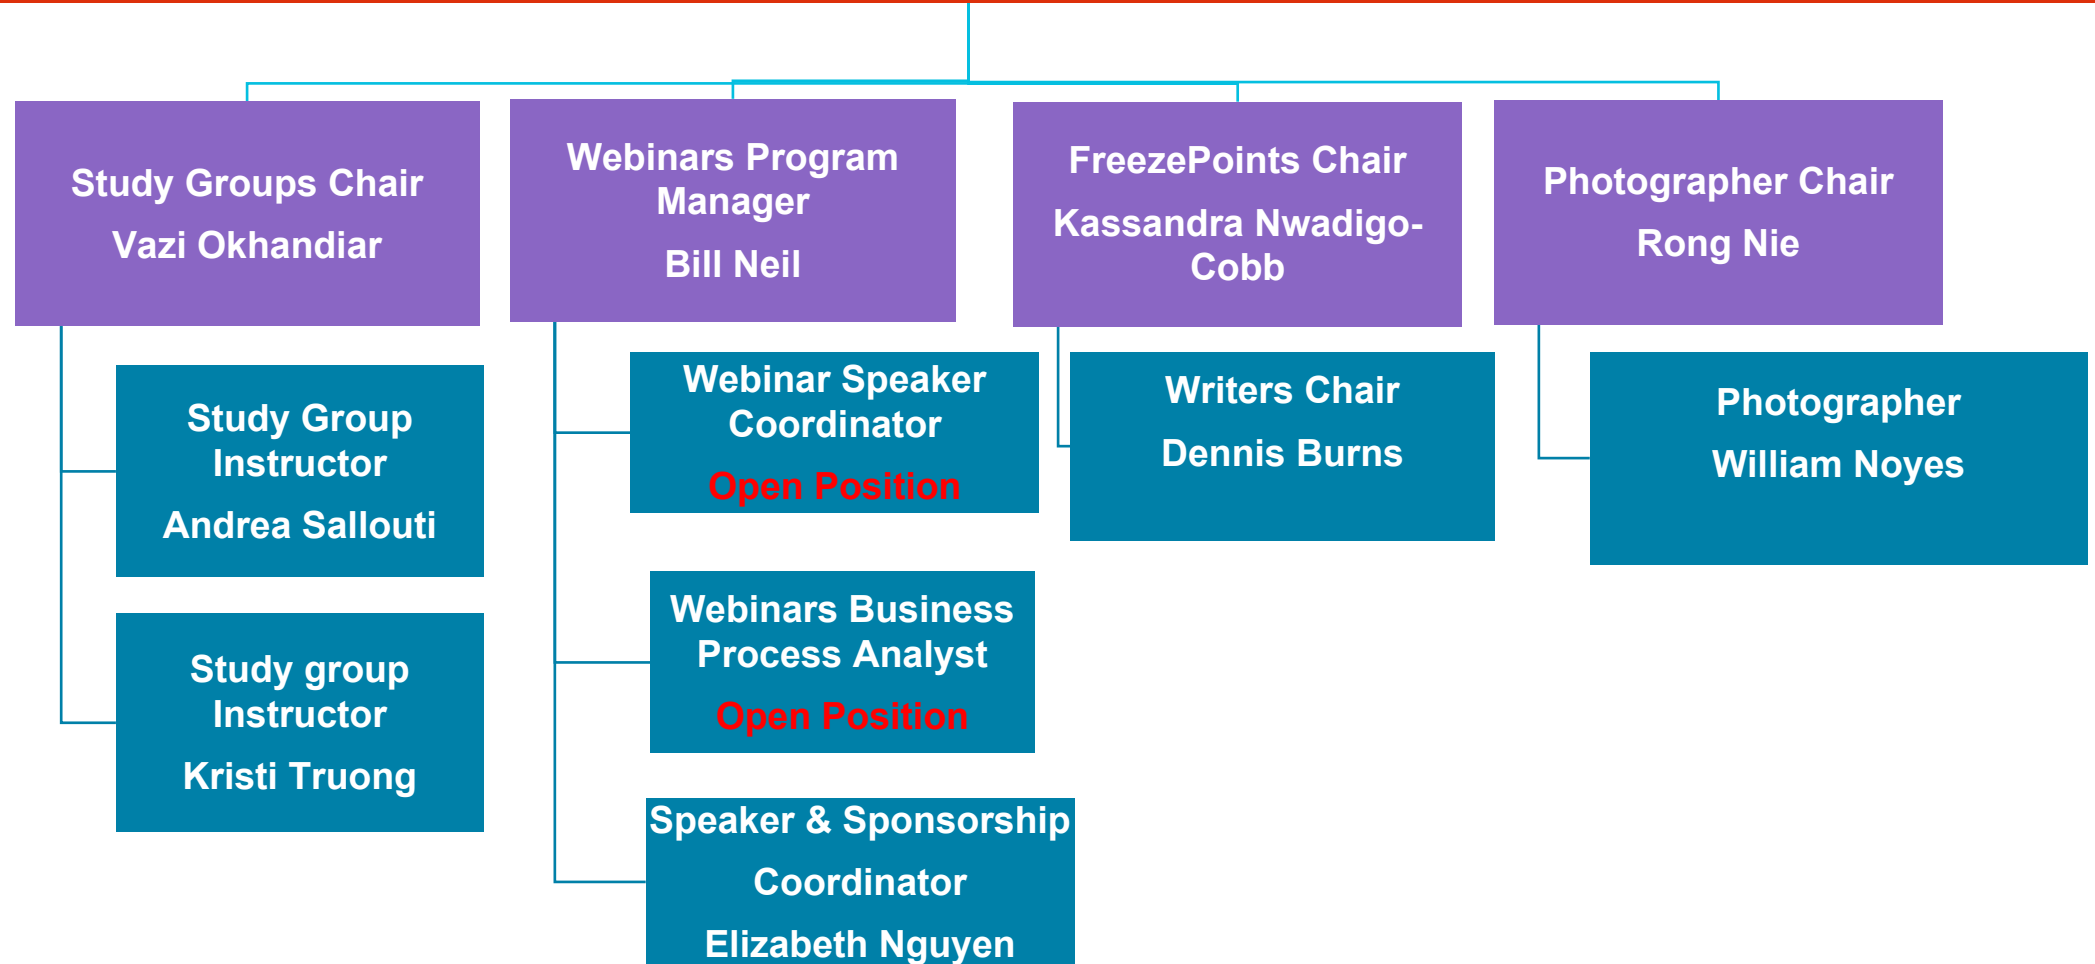 Study Groups Chair
Vazi Okhandiar
Webinars Program
Manager
Bill Neil
FreezePoints Chair
Kassandra Nwadigo-
Cobb
Photographer Chair
Rong Nie
Study Group
Instructor
Andrea Sallouti
Study group
Instructor
Kristi Truong
Webinar Speaker
Coordinator
Open Position
Webinars Business
Process Analyst
Open Position
Speaker & Sponsorship
Coordinator
Elizabeth Nguyen
Writers Chair
Dennis Burns
Photographer
William Noyes